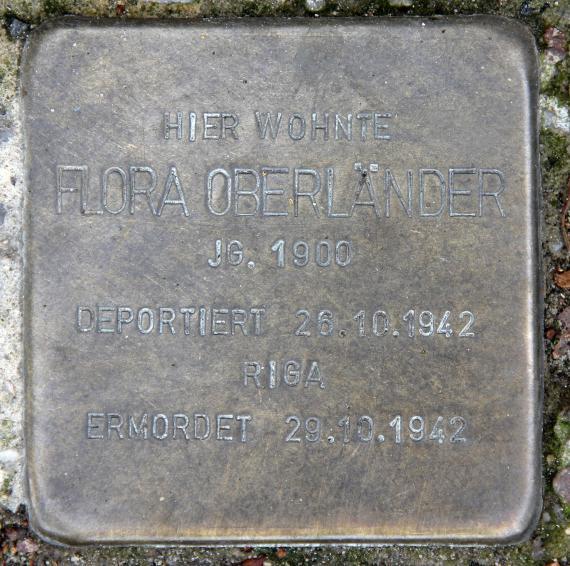 HIER WOHNTE
FLORA OBERLÄNDER
JG. 1900
DEPORTIERT 26.10.1942
RIGA
ERMORDET 29.10.1942